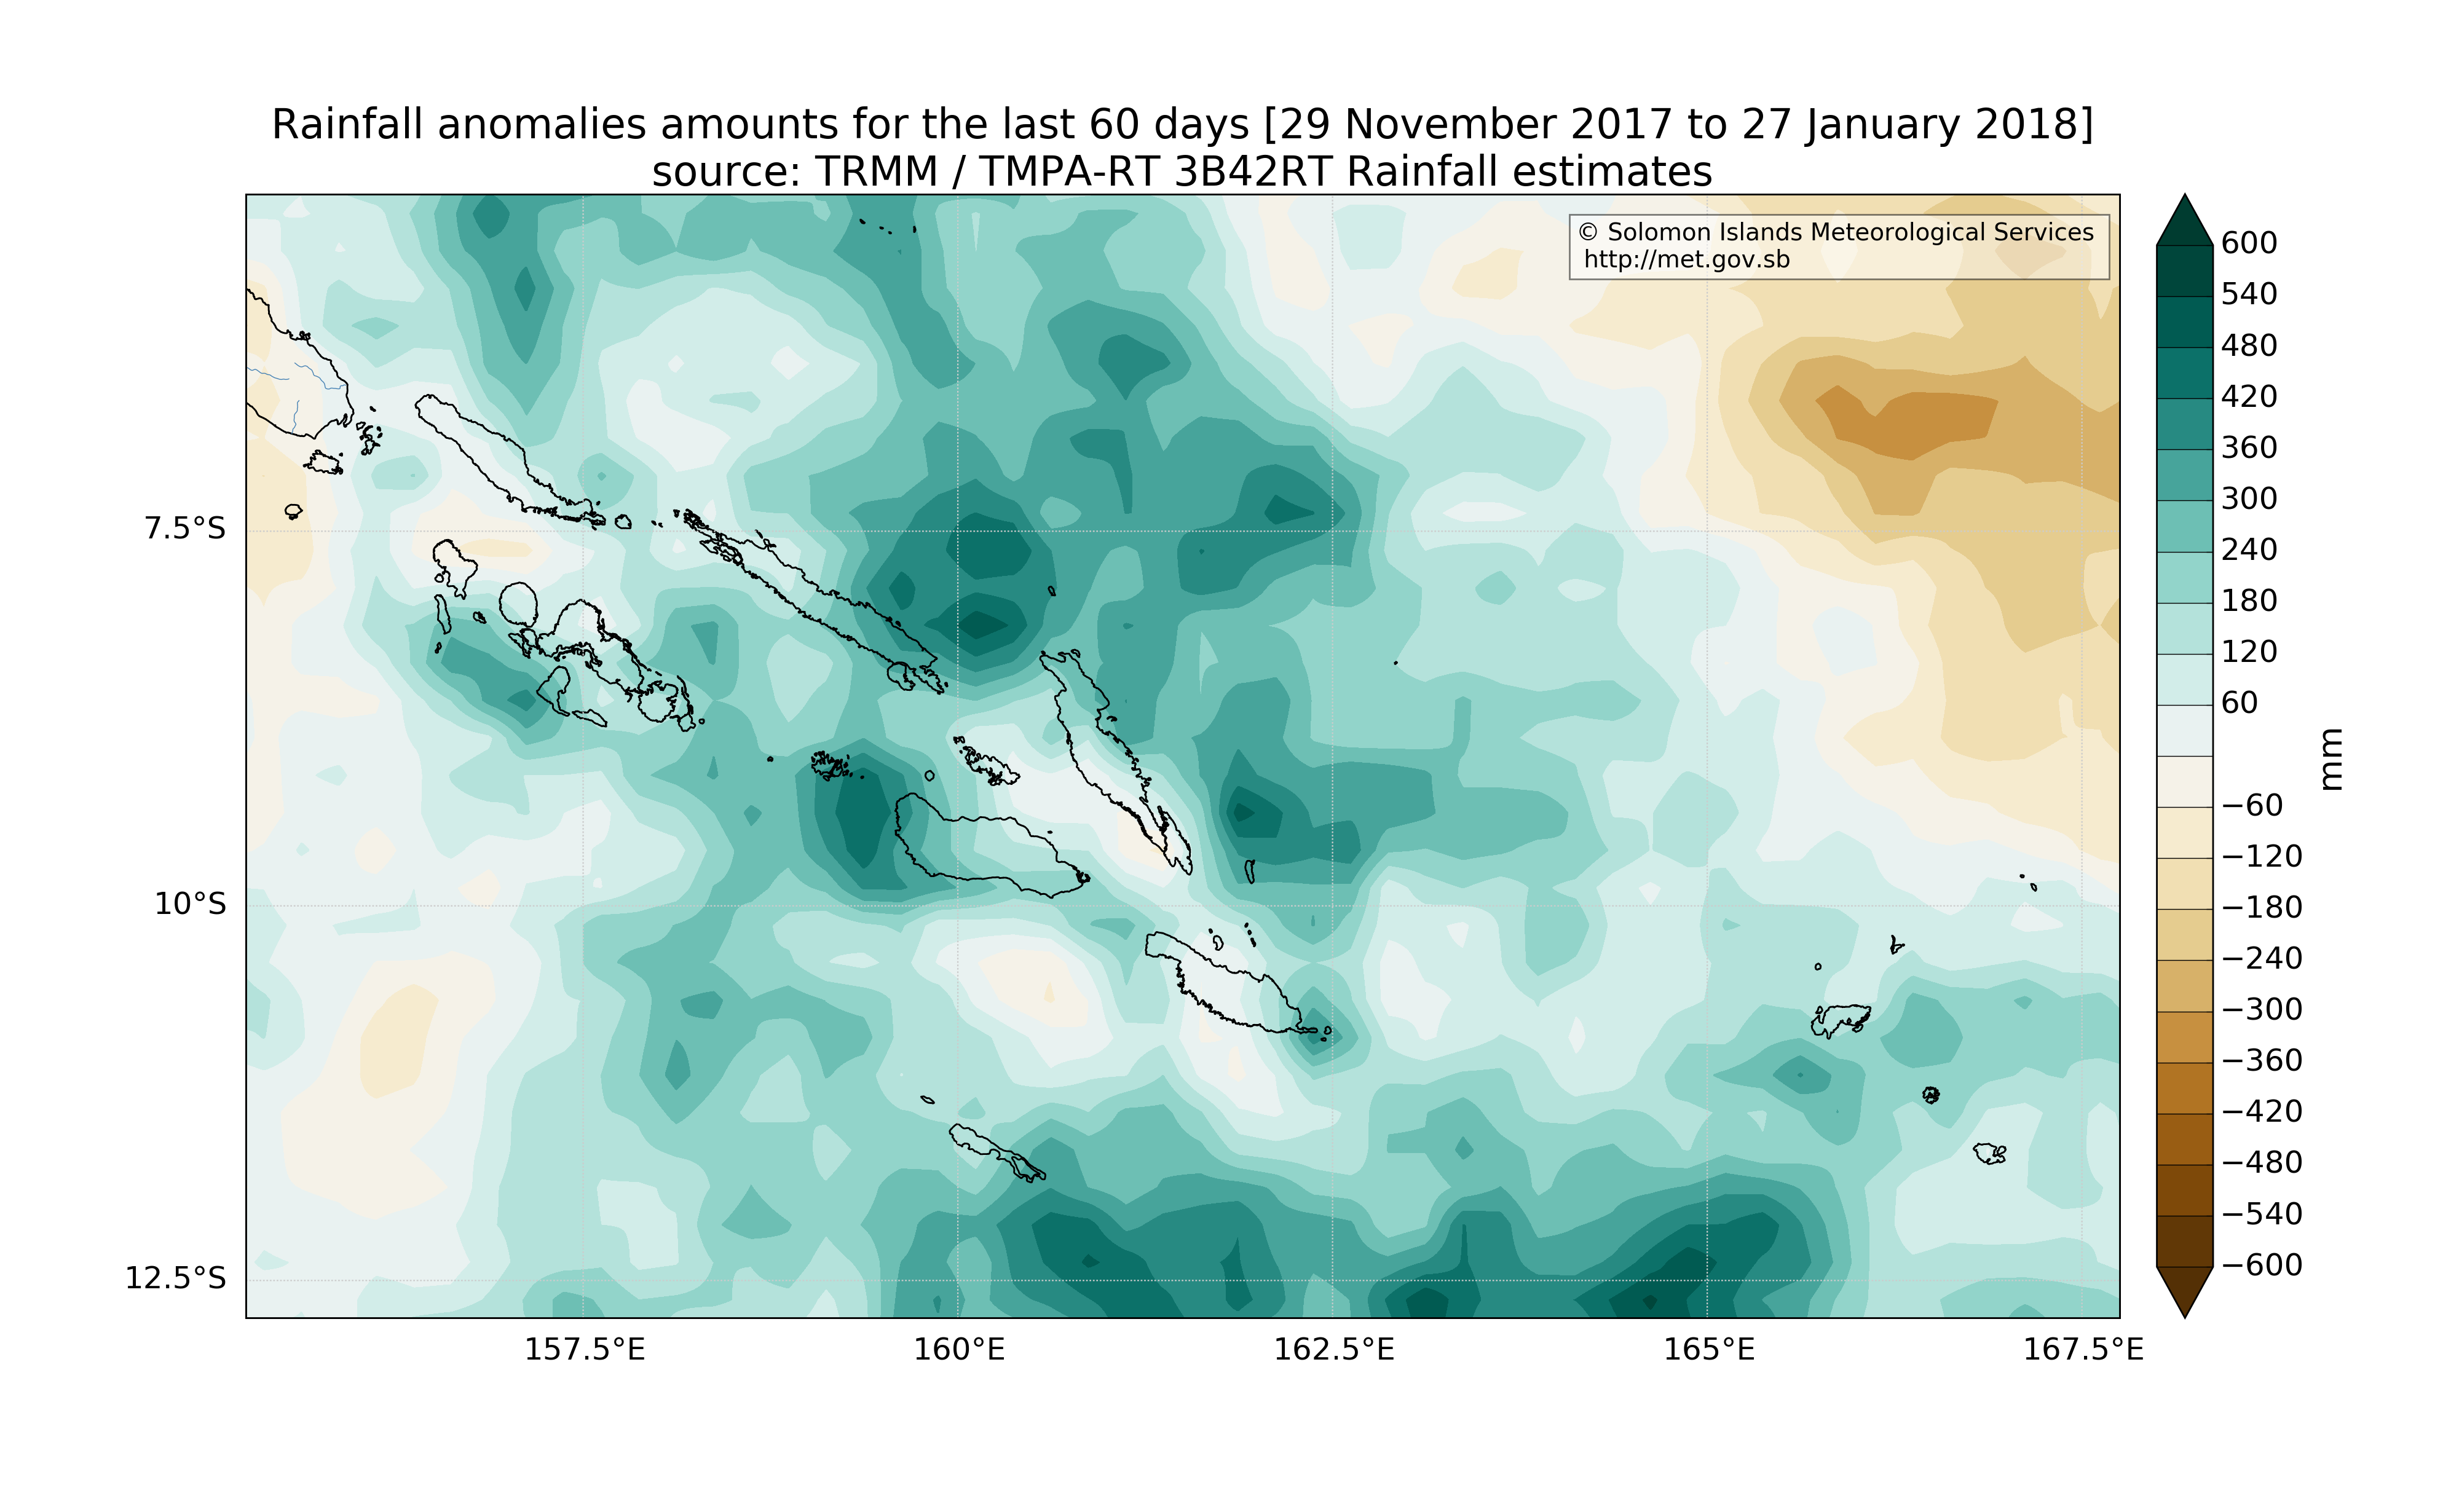 Rainfall anomalies amounts for the last 60 days [29 November 2017 to 27 January 2018]
source: TRMM / TMPA-RT 3B42RT Rainfall estimates
© Solomon Islands Meteorological Services
http://met.gov.sb
7.5°S
10°S
12.5°S
157.5°E
160°E
162.5°E
165°E
167.5°E
600
540
480
420
360
300
240
180
120
60
−60
−120
−180
−240
−300
−360
−420
−480
−540
−600
mm